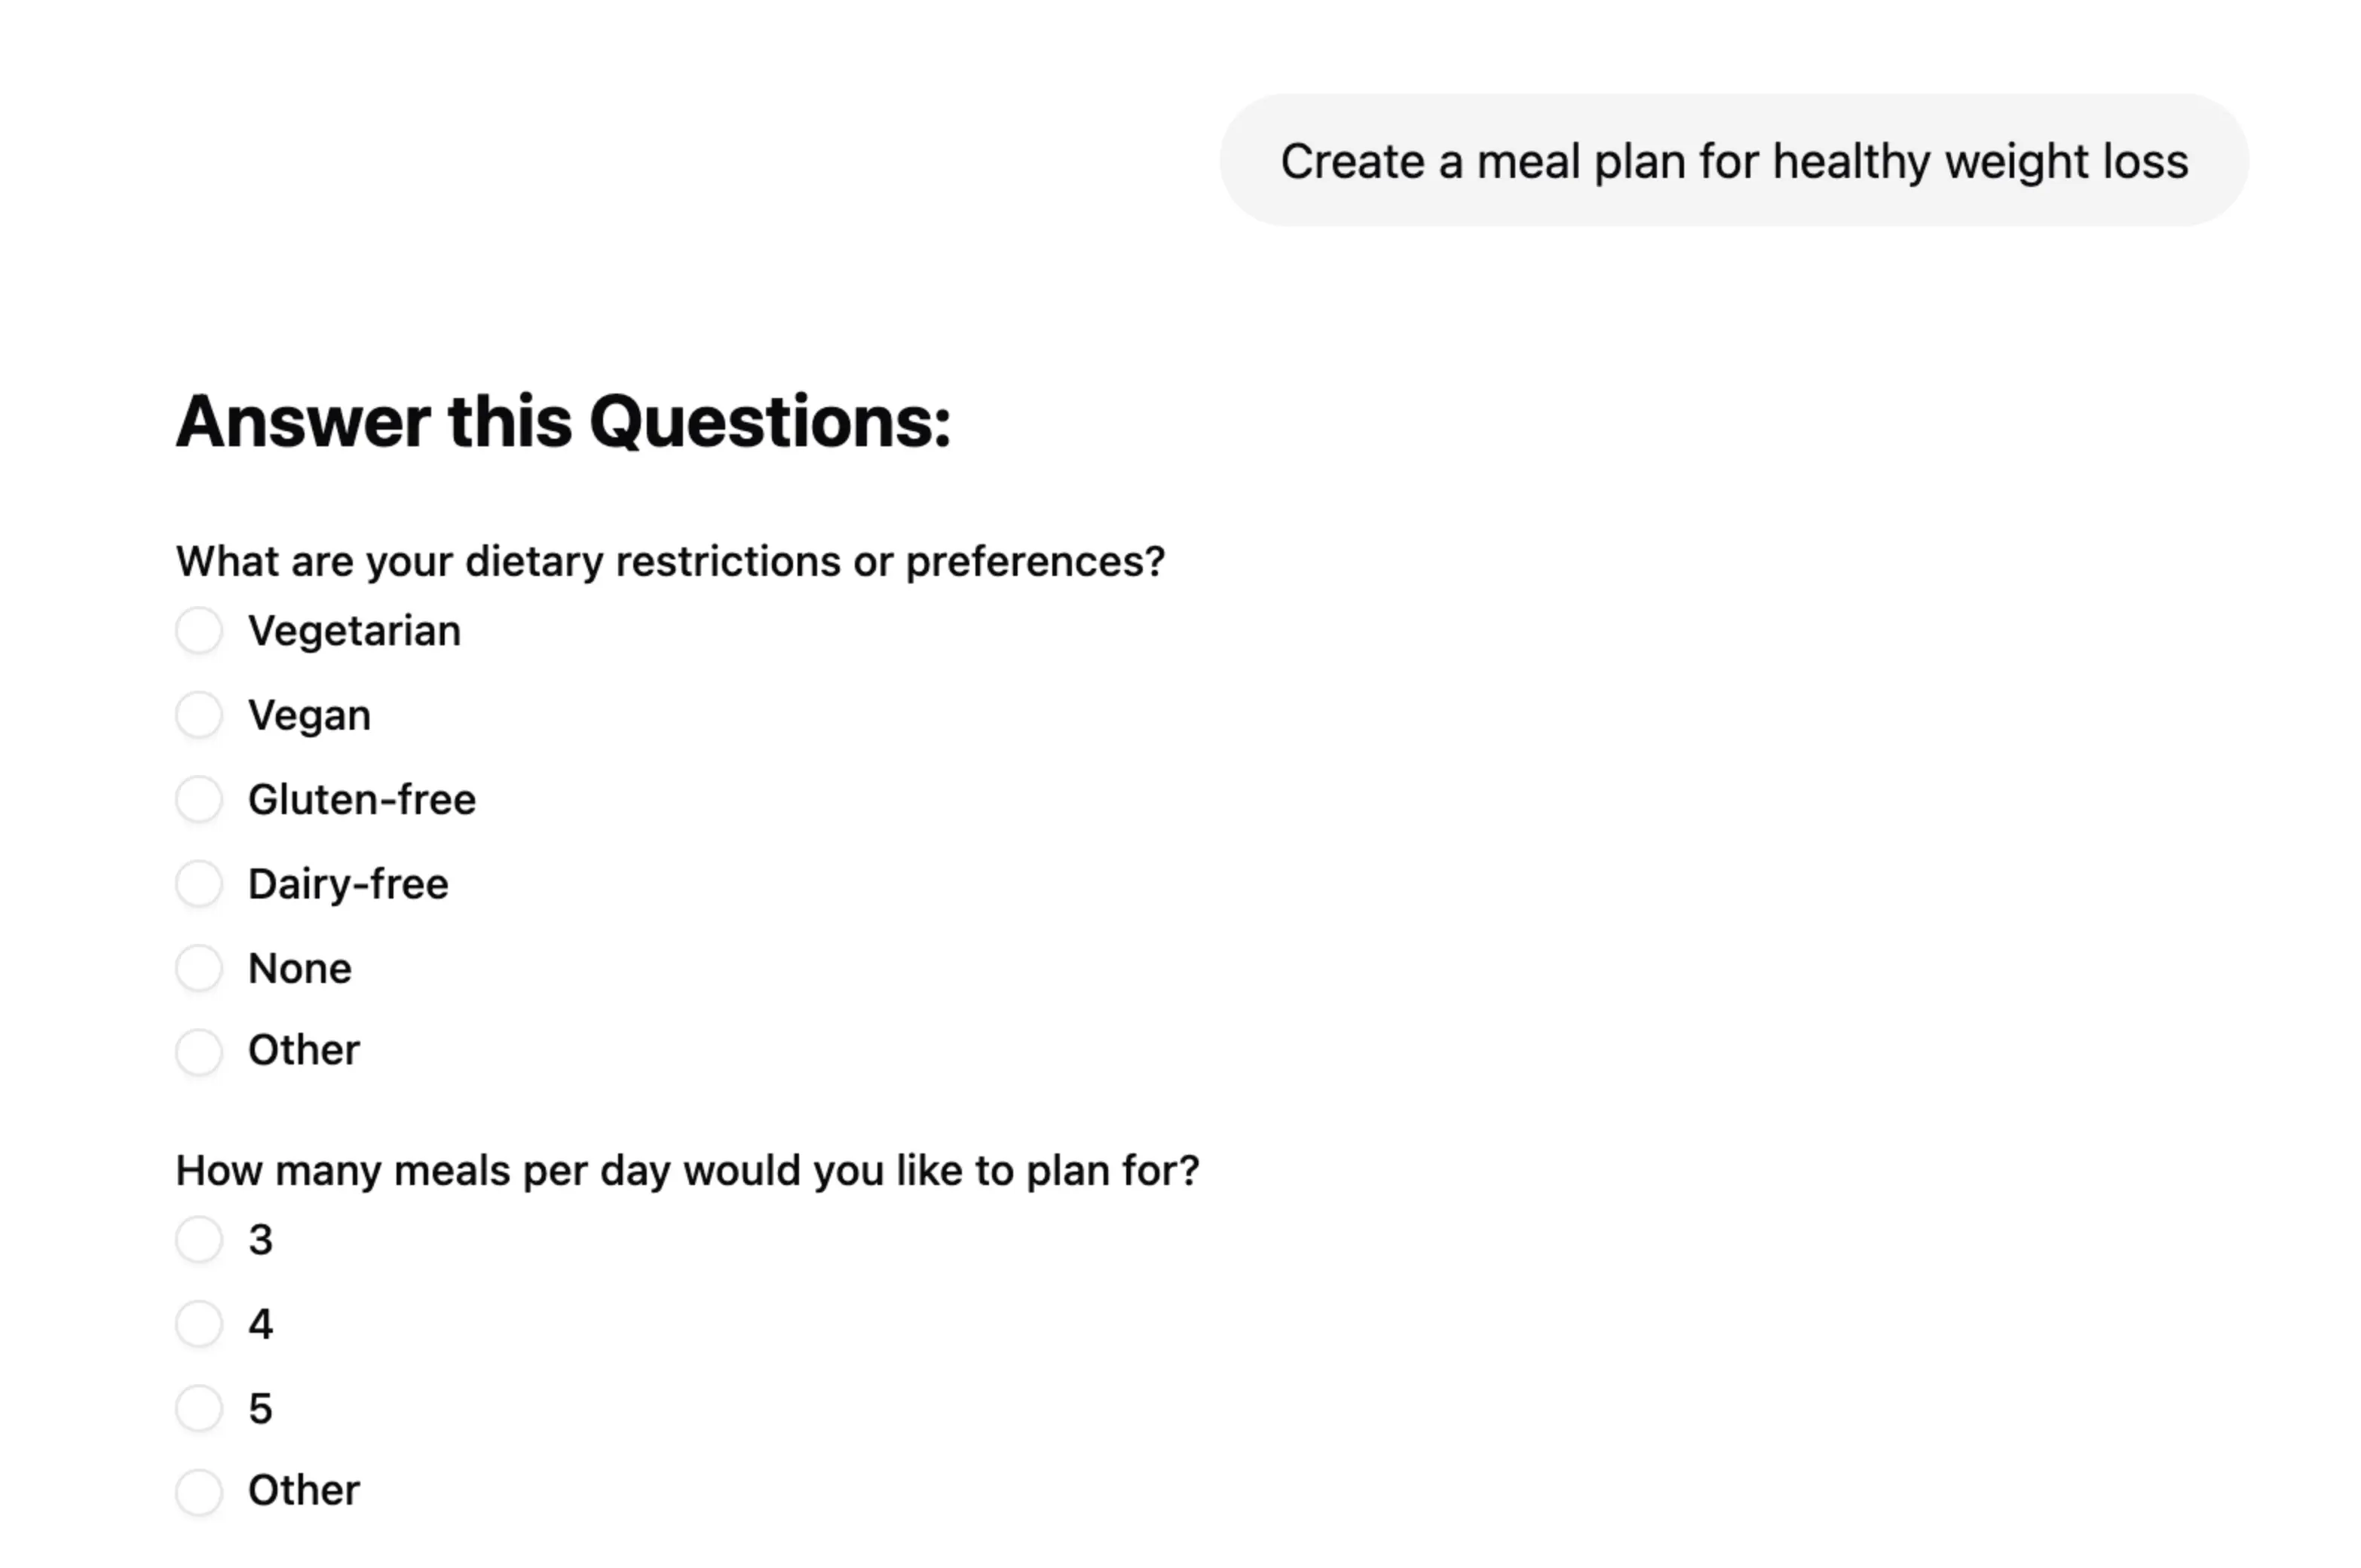 Create a meal plan for healthy weight loss
Answer this Questions:
What are your dietary restrictions or preferences?
Vegetarian
Vegan
Gluten-free
Dairy-free
None
Other
How many meals per day would you like to plan for?
3
4
5
Other